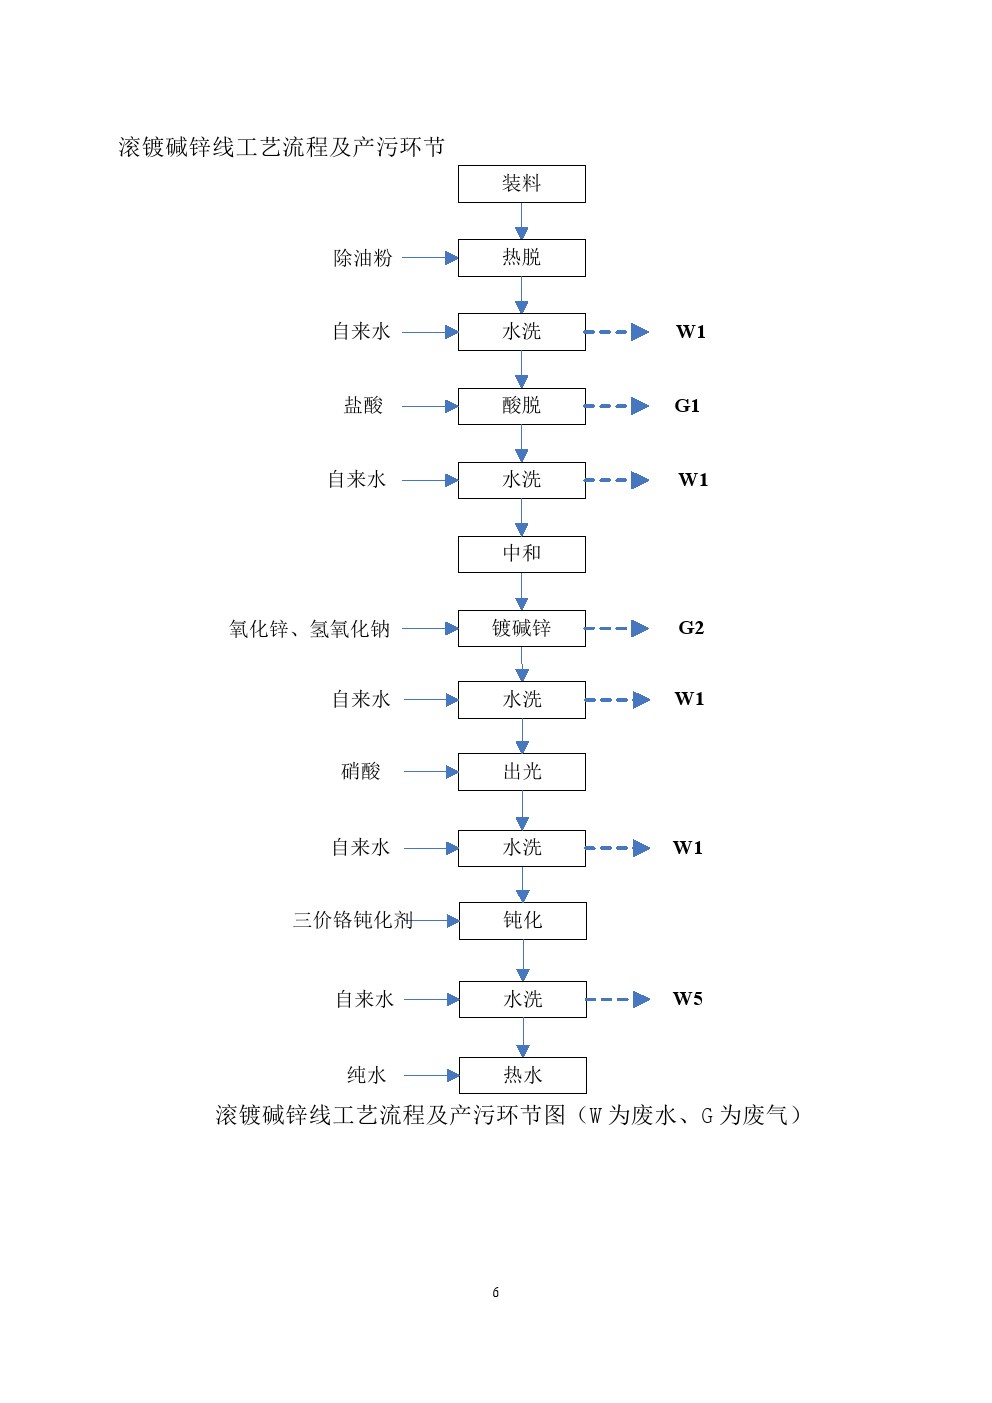 滚镀碱锌线工艺流程及产污环节
装料
除油粉 热脱
自来水 水洗 W1
盐酸 酸脱 G1
自来水 水洗 W1
中和
氧化锌、氢氧化钠 镀碱锌 G2
自来水 水洗 W1
硝酸 出光
自来水 水洗 W1
三价铬钝化剂 钝化
自来水 水洗 W5
纯水 热水
滚镀碱锌线工艺流程及产污环节图（W 为废水、G 为废气）
6